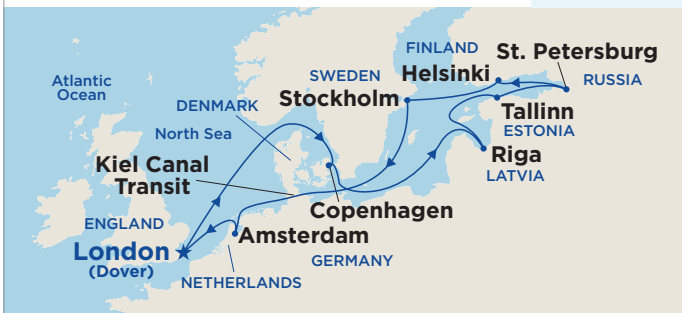 FINLAND
St. Petersburg
Atlantic
Ocean
SWEDEN
Helsinki
RUSSIA
DENMARK
Stockholm
Tallinn
North Sea
ESTONIA
Kiel Canal
Transit
Riga
LATVIA
Copenhagen
ENGLAND
Amsterdam
London
(Dover)
GERMANY
NETHERLANDS